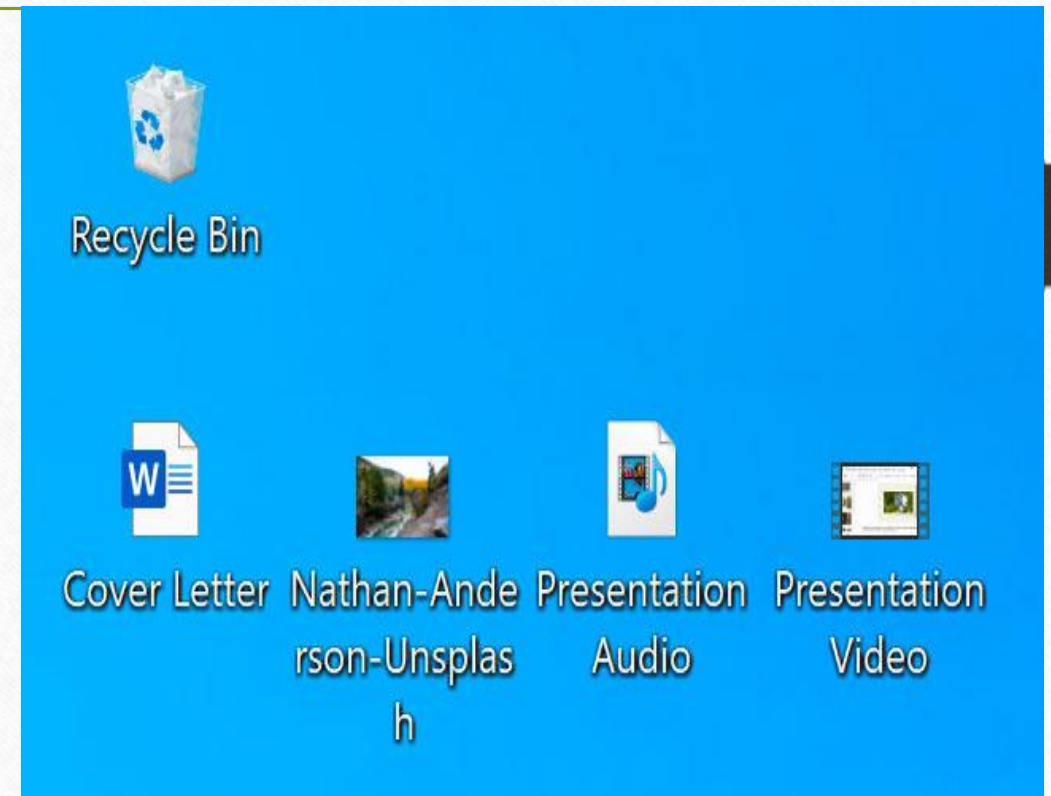 Recycle Bin
W
Cover Letter
Nathan-Ande
rson-Unsplas
h
Presentation
Audio
Presentation
Video